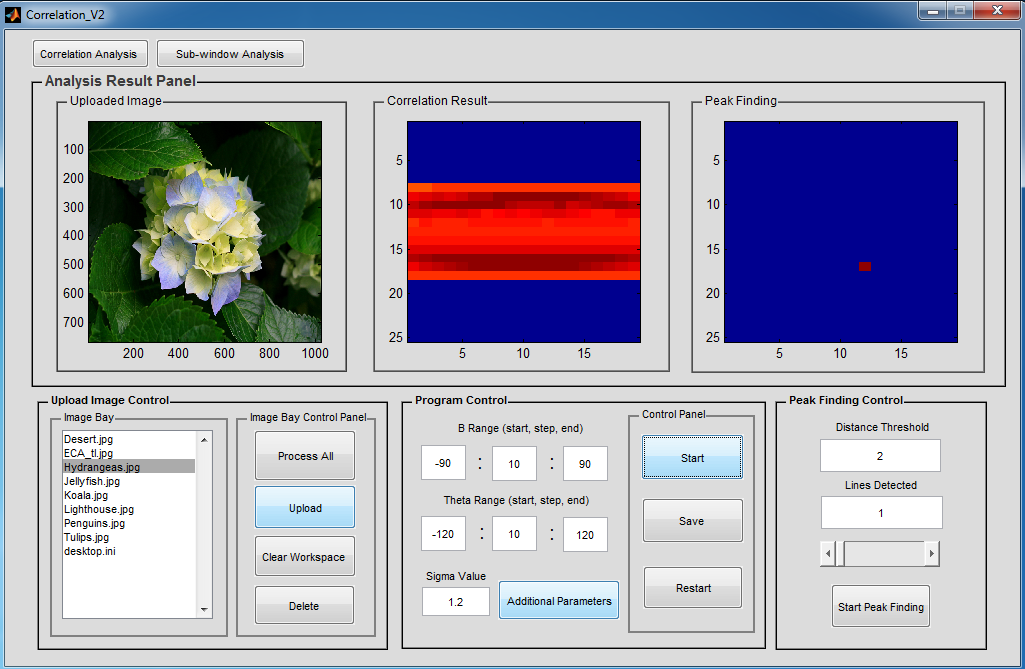 Correlation_V2
Correlation Analysis
Sub-window Analysis
Analysis Result Panel
Uploaded Image
100
200
300
400
500
600
700
200 400 600 800 1000
Correlation Result
5
10
15
20
25
5 10 15
Peak Finding
5
10
15
20
25
5 10 15
Upload Image Control
Image Bay
Desert.jpg
ECA_tl.jpg
Hydrangeas.jpg
Jellyfish.jpg
Koala.jpg
Lighthouse.jpg
Penguins.jpg
Tulips.jpg
desktop.ini
Image Bay Control Panel
Process All
Upload
Clear Workspace
Delete
Program Control
B Range (start, step, end)
-90 : 10 : 90
Theta Range (start, step, end)
-120 : 10 : 120
Sigma Value
1.2
Additional Parameters
Control Panel
Start
Save
Restart
Peak Finding Control
Distance Threshold
2
Lines Detected
1
Start Peak Finding